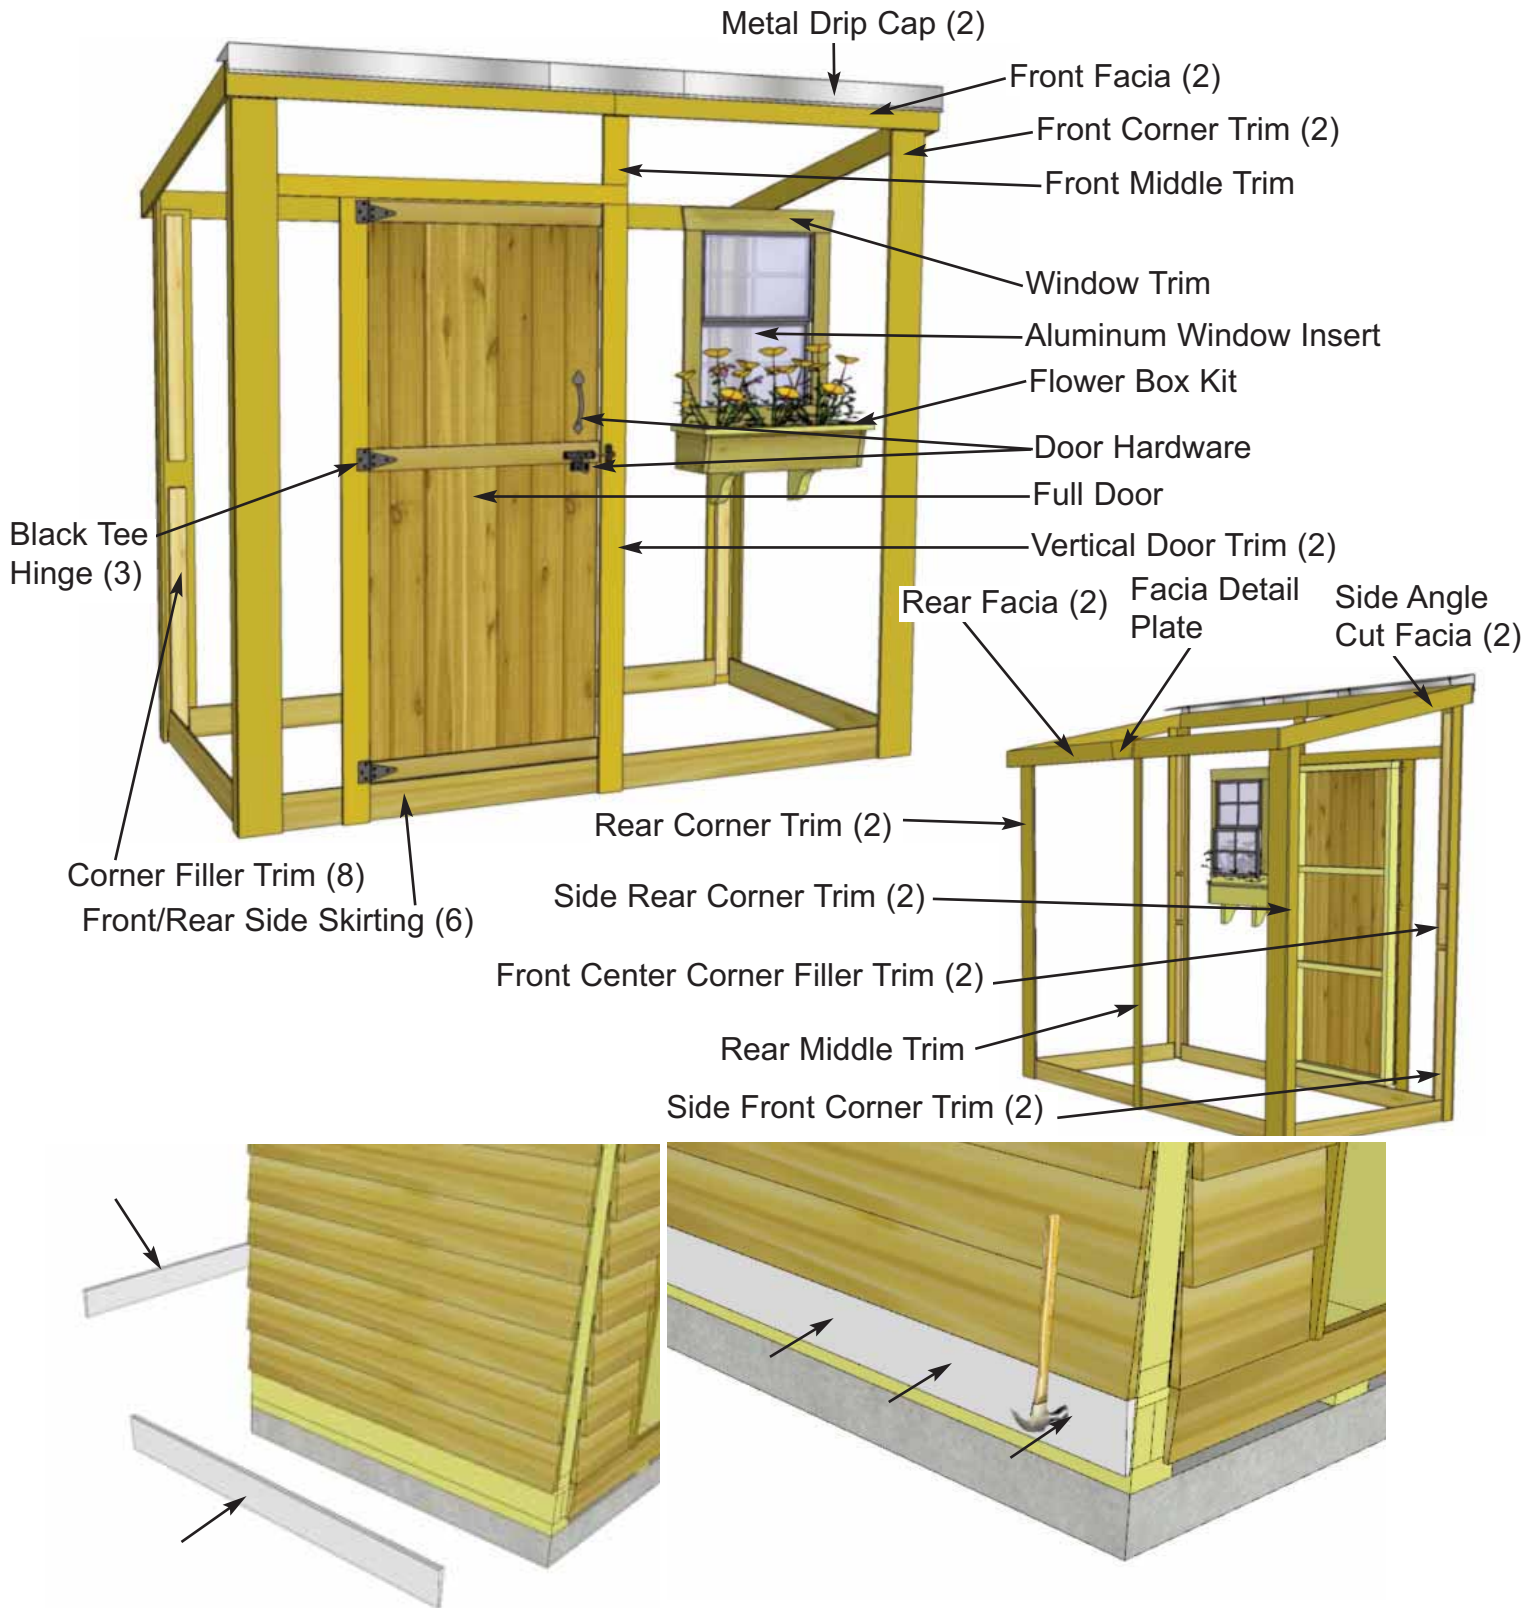 Metal Drip Cap (2)
Front Facia (2)
Front Corner Trim (2)
Front Middle Trim
Window Trim
Aluminum Window Insert
Flower Box Kit
Door Hardware
Full Door
Vertical Door Trim (2)
Black Tee
Hinge (3)
Rear Facia (2)
Facia Detail
Plate
Side Angle
Cut Facia (2)
Rear Corner Trim (2)
Corner Filler Trim (8)
Front/Rear Side Skirting (6)
Side Rear Corner Trim (2)
Front Center Corner Filler Trim (2)
Rear Middle Trim
Side Front Corner Trim (2)